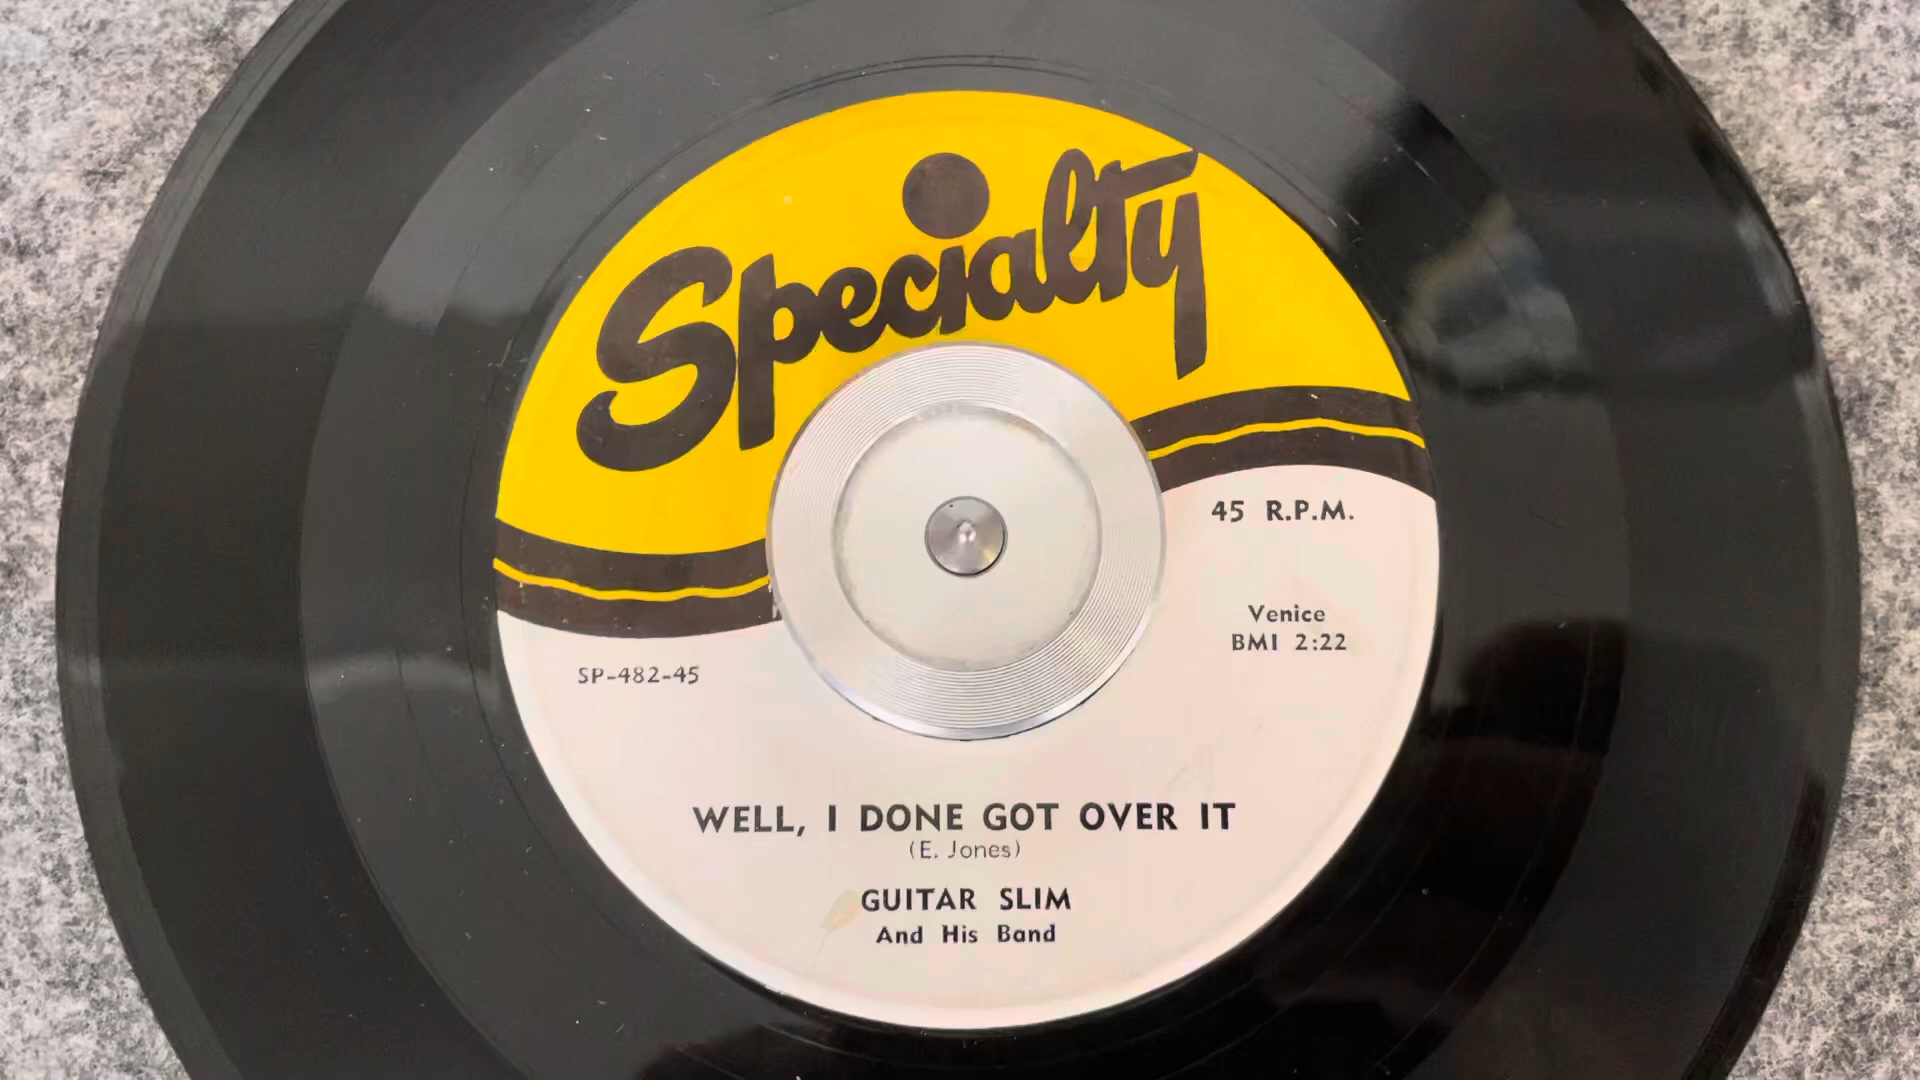 Specialty
45 R.P.M.
Venice
BMI 2:22
SP-482-45
WELL, I DONE GOT OVER IT
(E. Jones)
GUITAR SLIM
And His Band